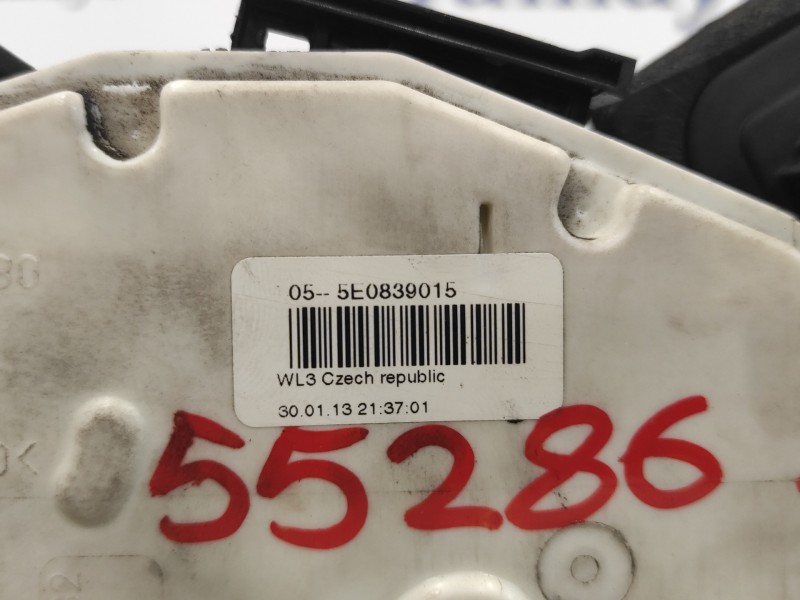 05-- 5E0839015
WL3 Czech republic
30.01.13 21:37:01
55286